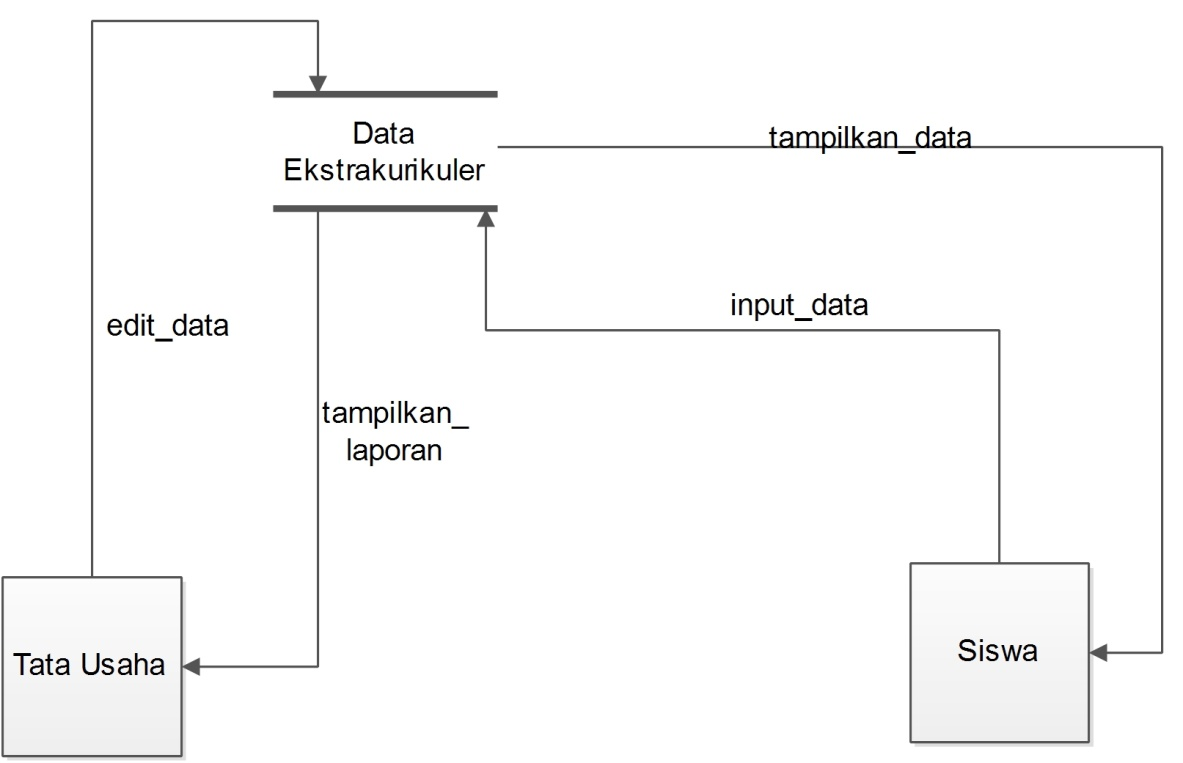 Data
Ekstrakurikuler
tampilkan_data
input_data
edit_data
tampilkan_
laporan
Tata Usaha
Siswa